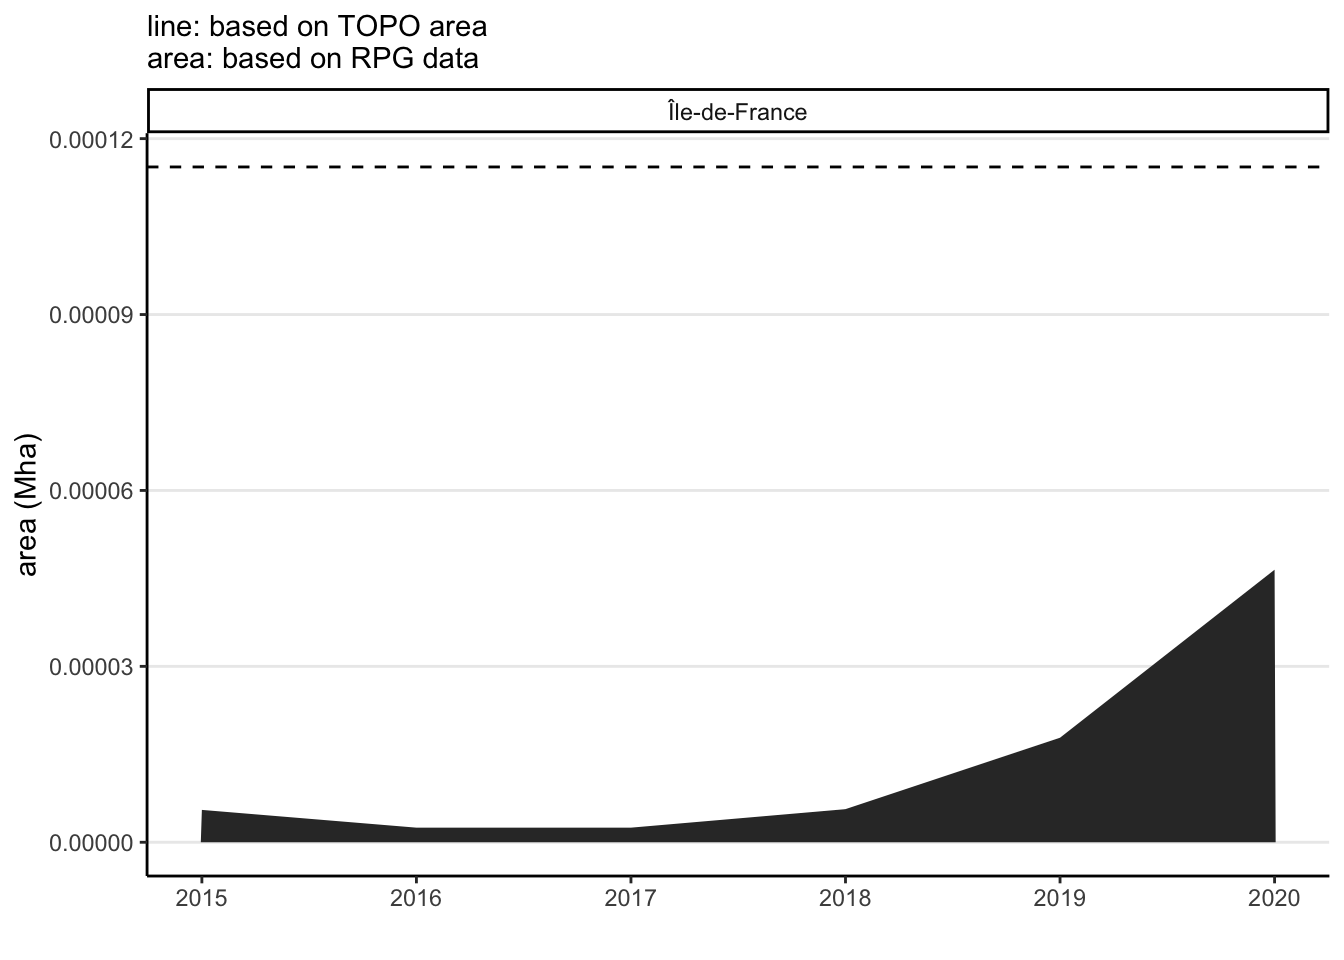 line: based on TOPO area
area: based on RPG data
Île-de-France
area (Mha)
0.00012
0.00009
0.00006
0.00003
0.00000
2015 2016 2017 2018 2019 2020